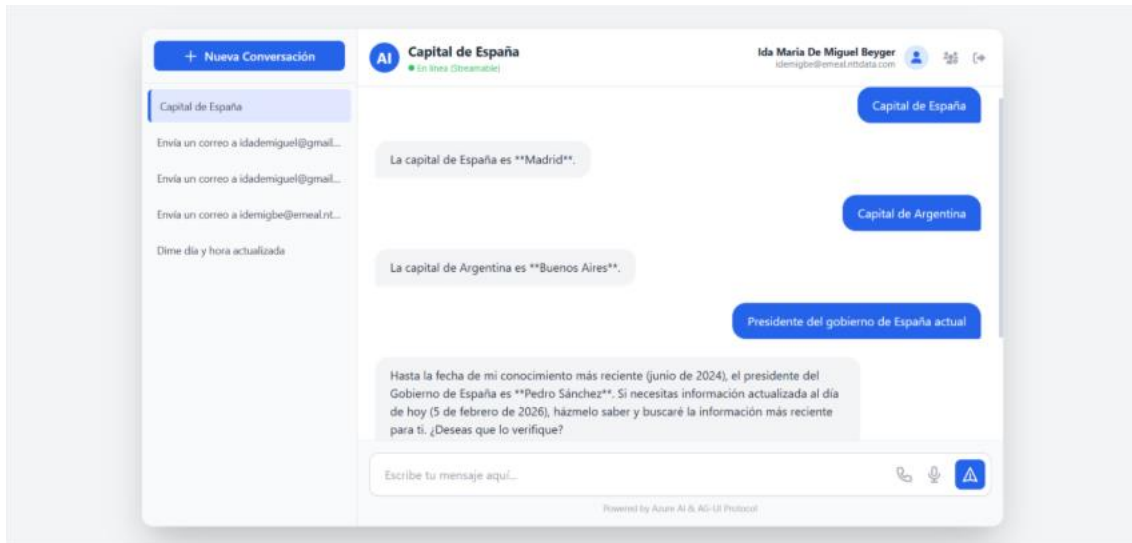 + Nueva Conversación
Capital de España
Envía un correo a idademiguel@gmail...
Envía un correo a idademiguel@gmail...
Envía un correo a idemigbe@emeal.nt...
Dime día y hora actualizada
AI
Capital de España
En línea (Streamable)
Ida Maria De Miguel Beyger
idemigbe@emeal.nttdata.com
Capital de España
La capital de España es **Madrid**.
Capital de Argentina
La capital de Argentina es **Buenos Aires**.
Presidente del gobierno de España actual
Hasta la fecha de mi conocimiento más reciente (junio de 2024), el presidente del
Gobierno de España es **Pedro Sánchez**. Si necesitas información actualizada al día
de hoy (5 de febrero de 2026), házmelo saber y buscaré la información más reciente
para ti. ¿Deseas que lo verifique?
Escribe tu mensaje aquí...
Powered by Azure AI & AG-UI Protocol